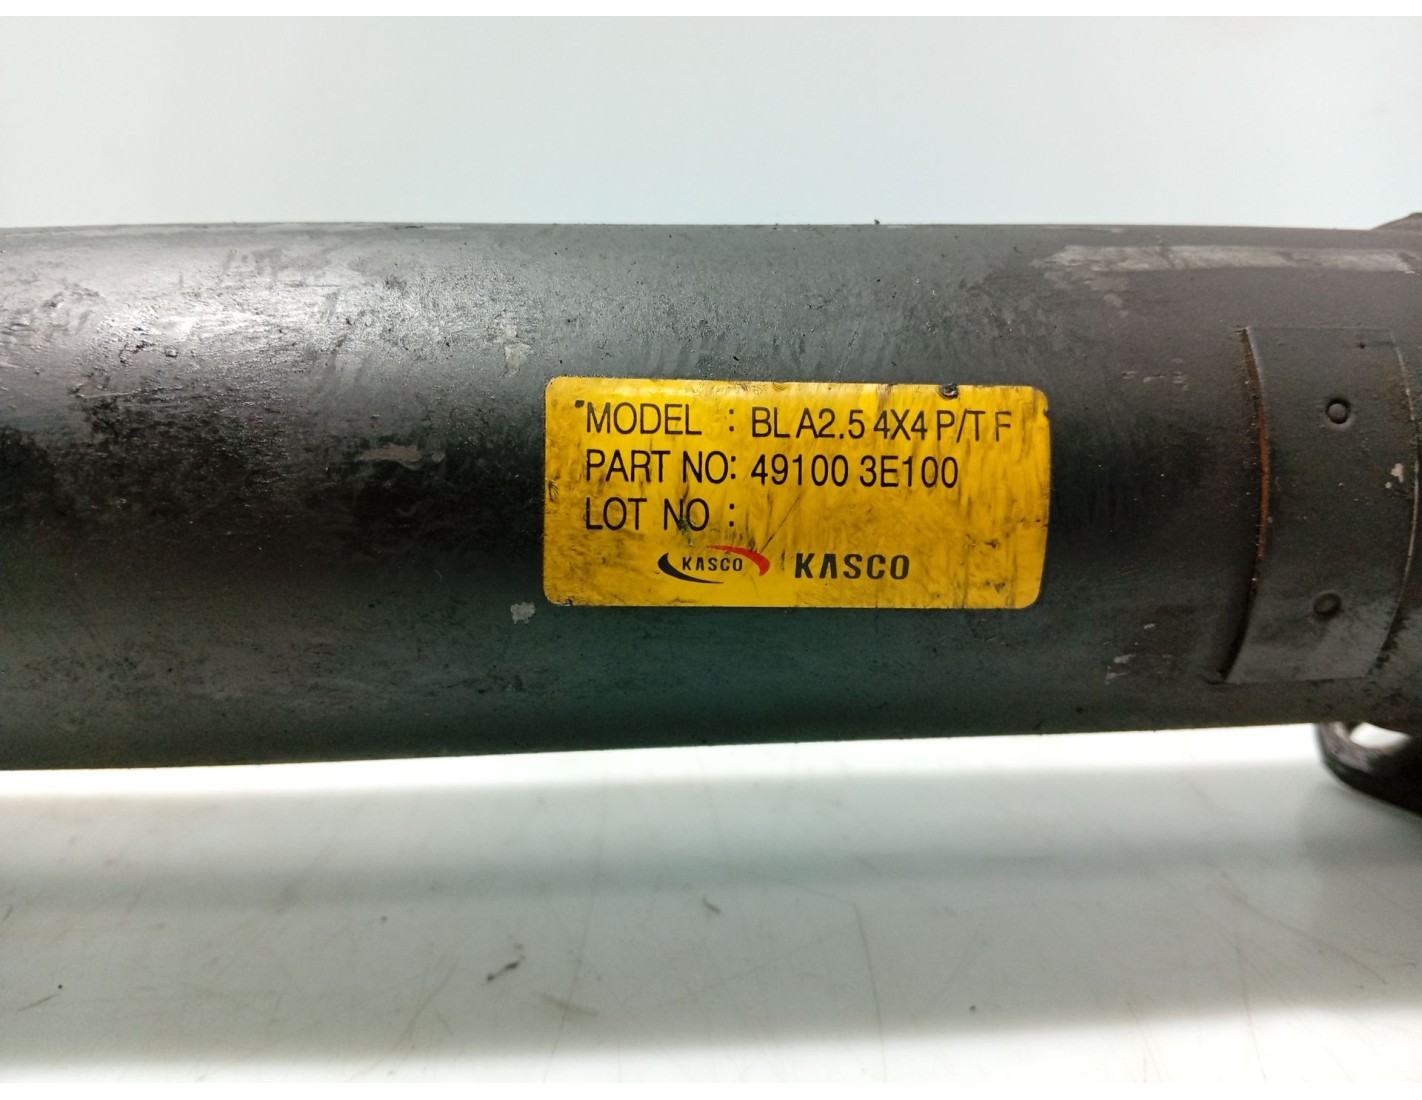 MODEL : BL A2.5 4X4 P/T F
PART NO: 49100 3E100
LOT NO :
KASCO KASCO